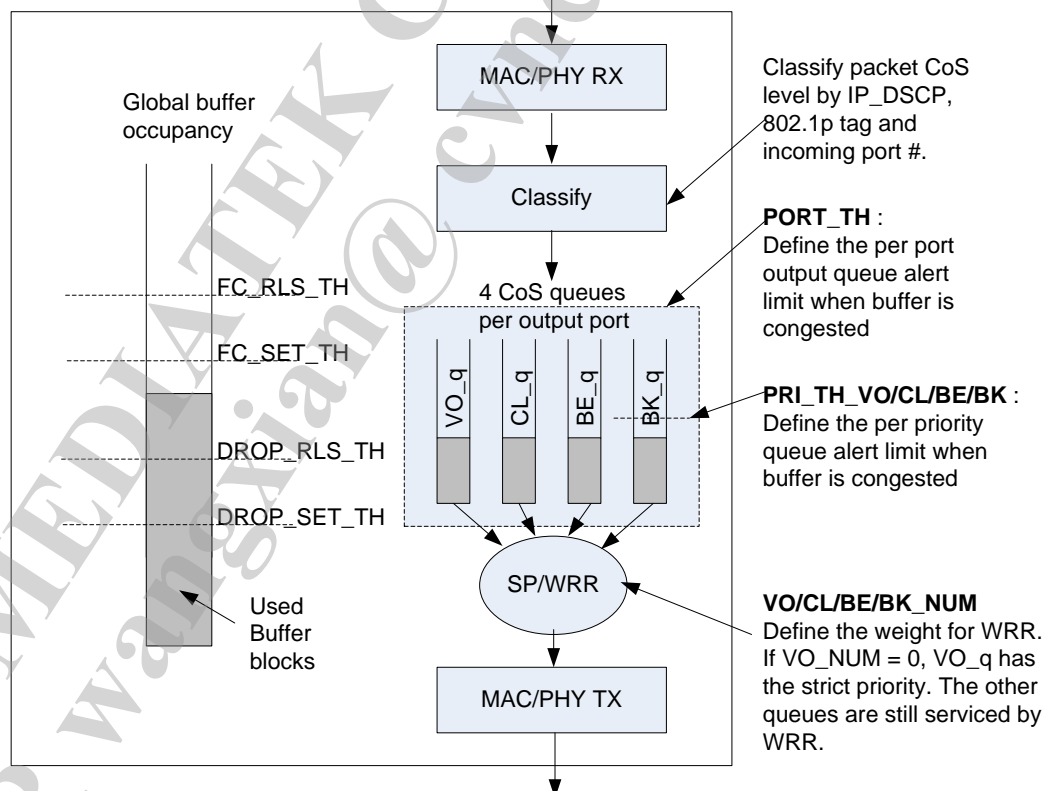 MAC/PHY RX
Classify packet CoS
level by IP_DSCP,
802.1p tag and
incoming port #.
Global buffer
occupancy
Classify
PORT_TH :
Define the per port
output queue alert
limit when buffer is
congested
FC_RLS_TH
4 CoS queues
per output port
FC_SET_TH
VO_q
CL_q
BE_q
BK_q
PRI_TH_VO/CL/BE/BK :
Define the per priority
queue alert limit when
buffer is congested
DROP_RLS_TH
DROP_SET_TH
SP/WRR
Used
Buffer
blocks
VO/CL/BE/BK_NUM
Define the weight for WRR.
If VO_NUM = 0, VO_q has
the strict priority. The other
queues are still serviced by
WRR.
MAC/PHY TX
MEDIATEK
wangxian@